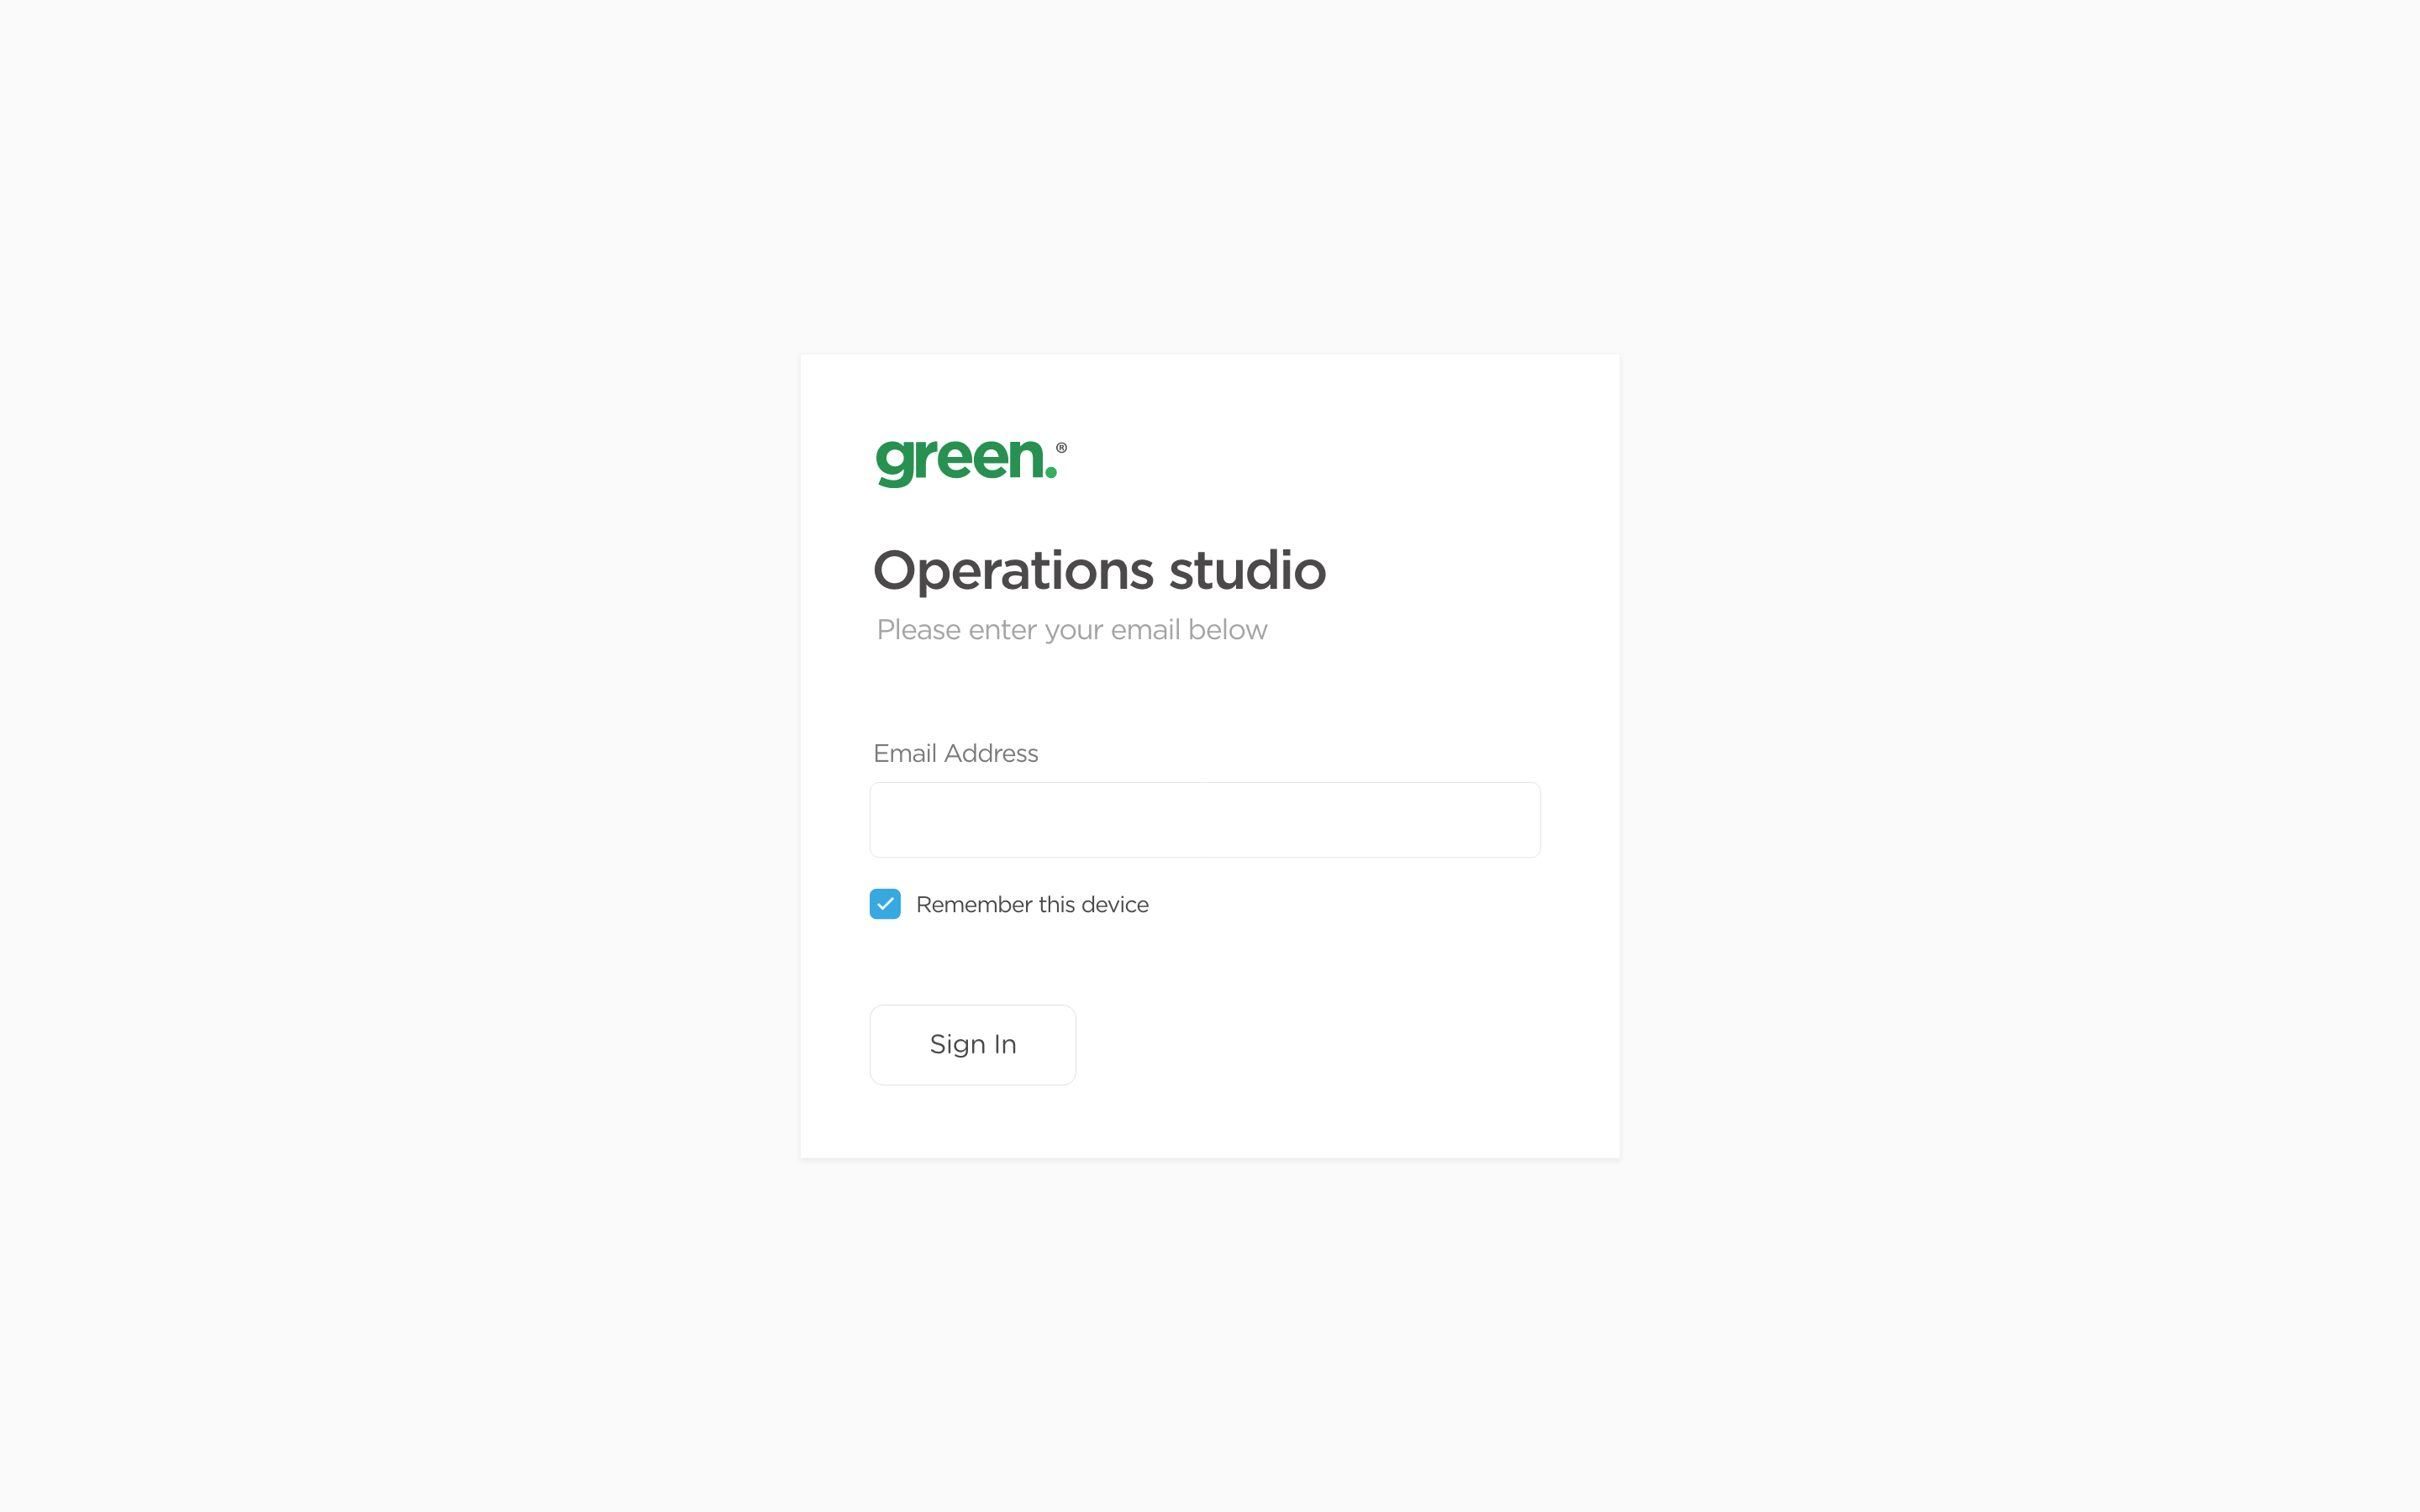 green.®
Operations studio
Please enter your email below
Email Address
Remember this device
Sign In